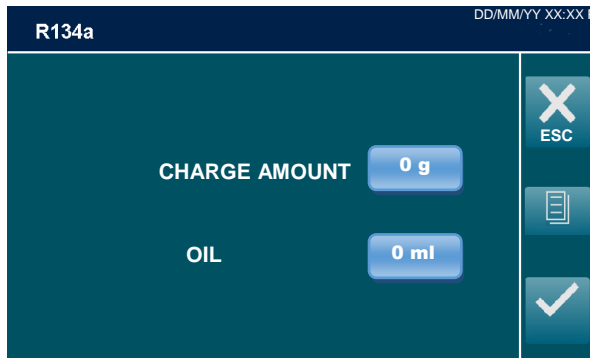 DD/MM/YY XX:XX
R134a
ESC
CHARGE AMOUNT 0 g
OIL 0 ml